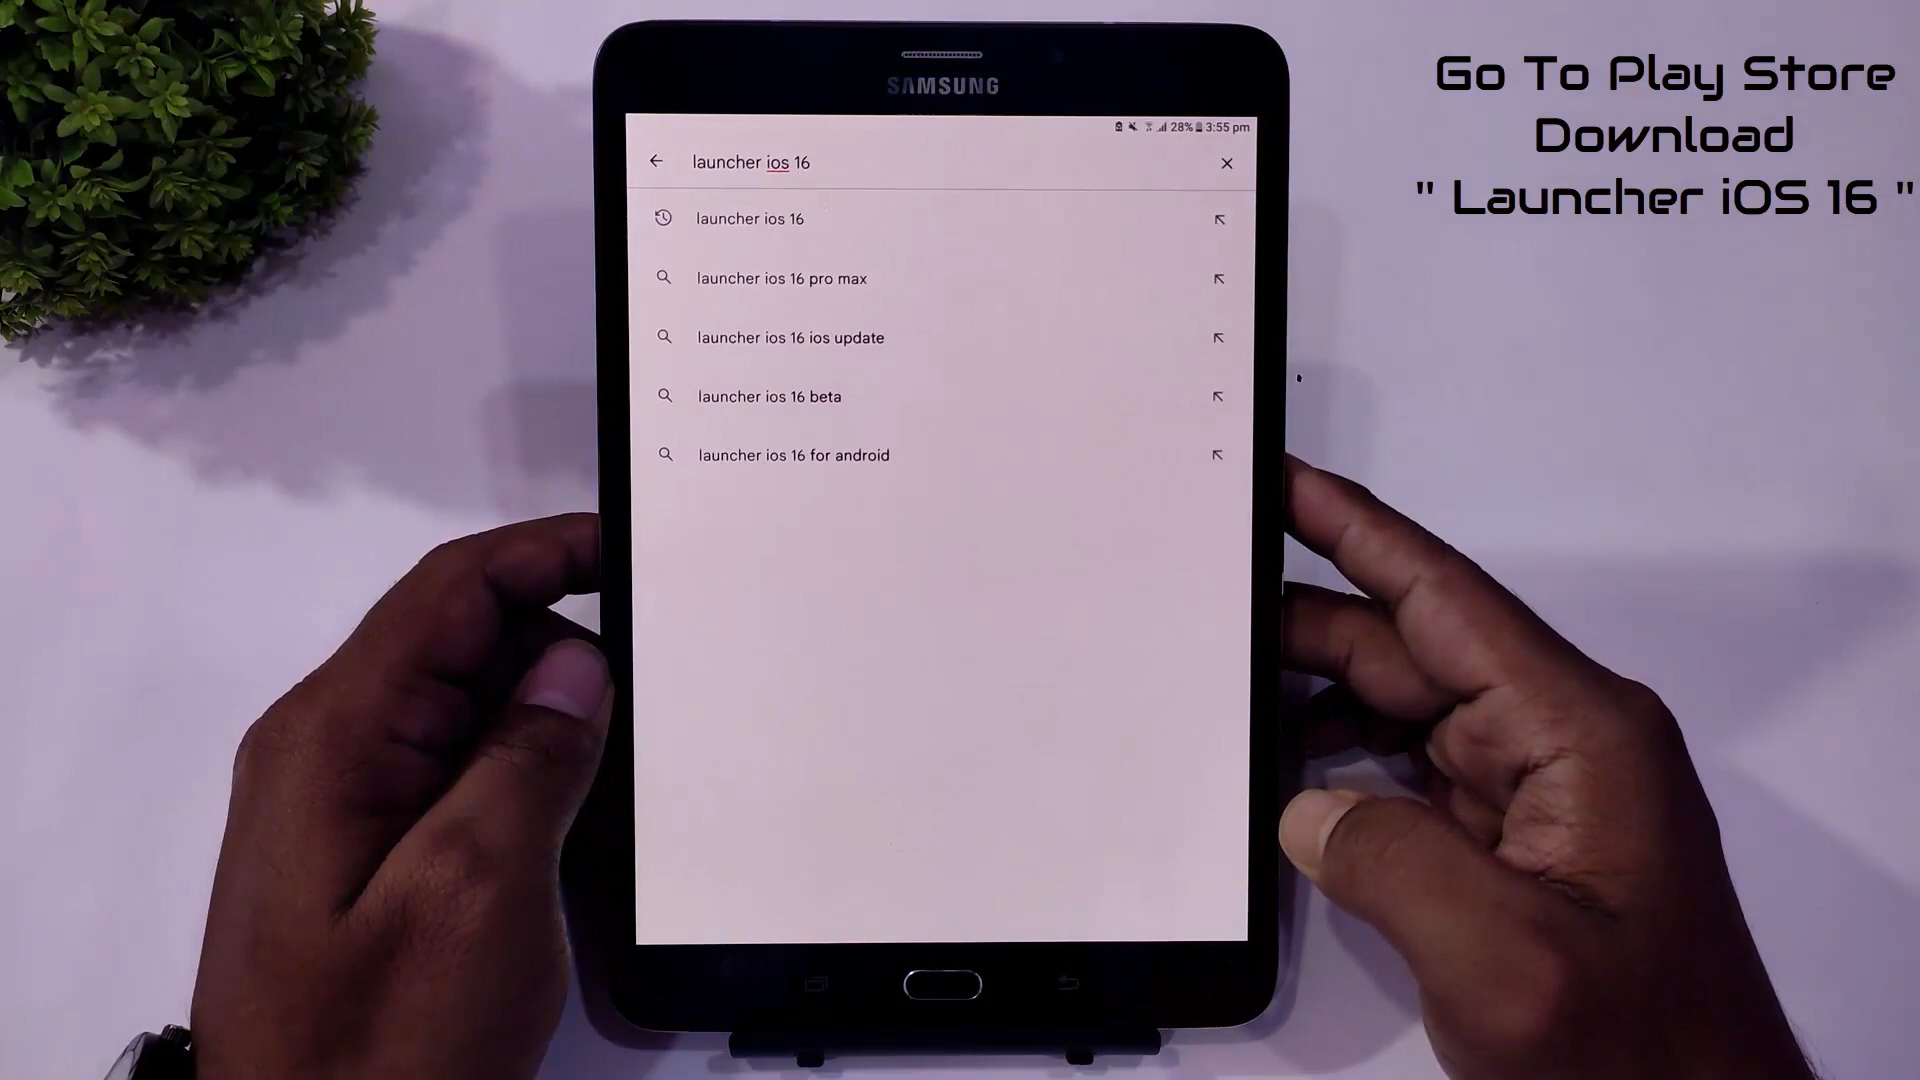 Go To Play Store
Download
" Launcher iOS 16 "
SAMSUNG
28% 3:55 pm
launcher ios 16
launcher ios 16
launcher ios 16 pro max
launcher ios 16 ios update
launcher ios 16 beta
launcher ios 16 for android